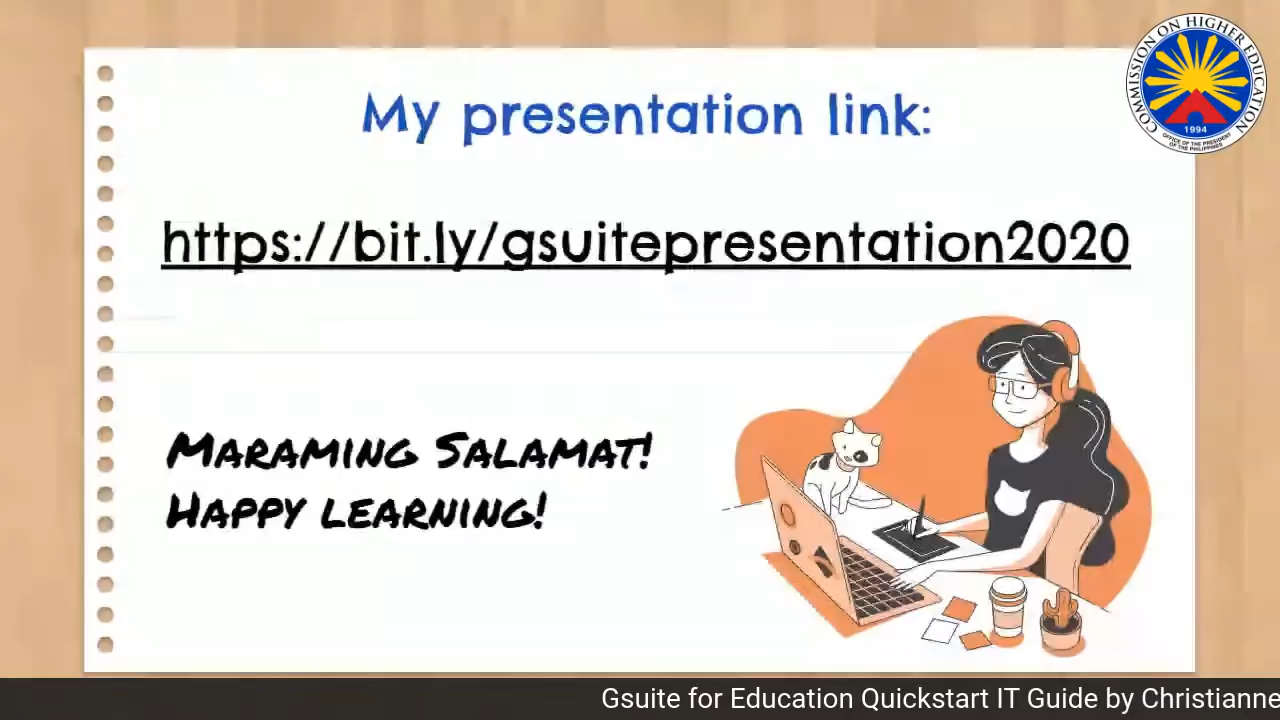 My presentation link:
COMMISSION ON HIGHER EDUCATION
1994
OFFICE OF THE PRESIDENT
OF THE PHILIPPINES
https://bit.ly/gsuitepresentation2020
MARAMING SALAMAT!
HAPPY LEARNING!
Gsuite for Education Quickstart IT Guide by Christianne